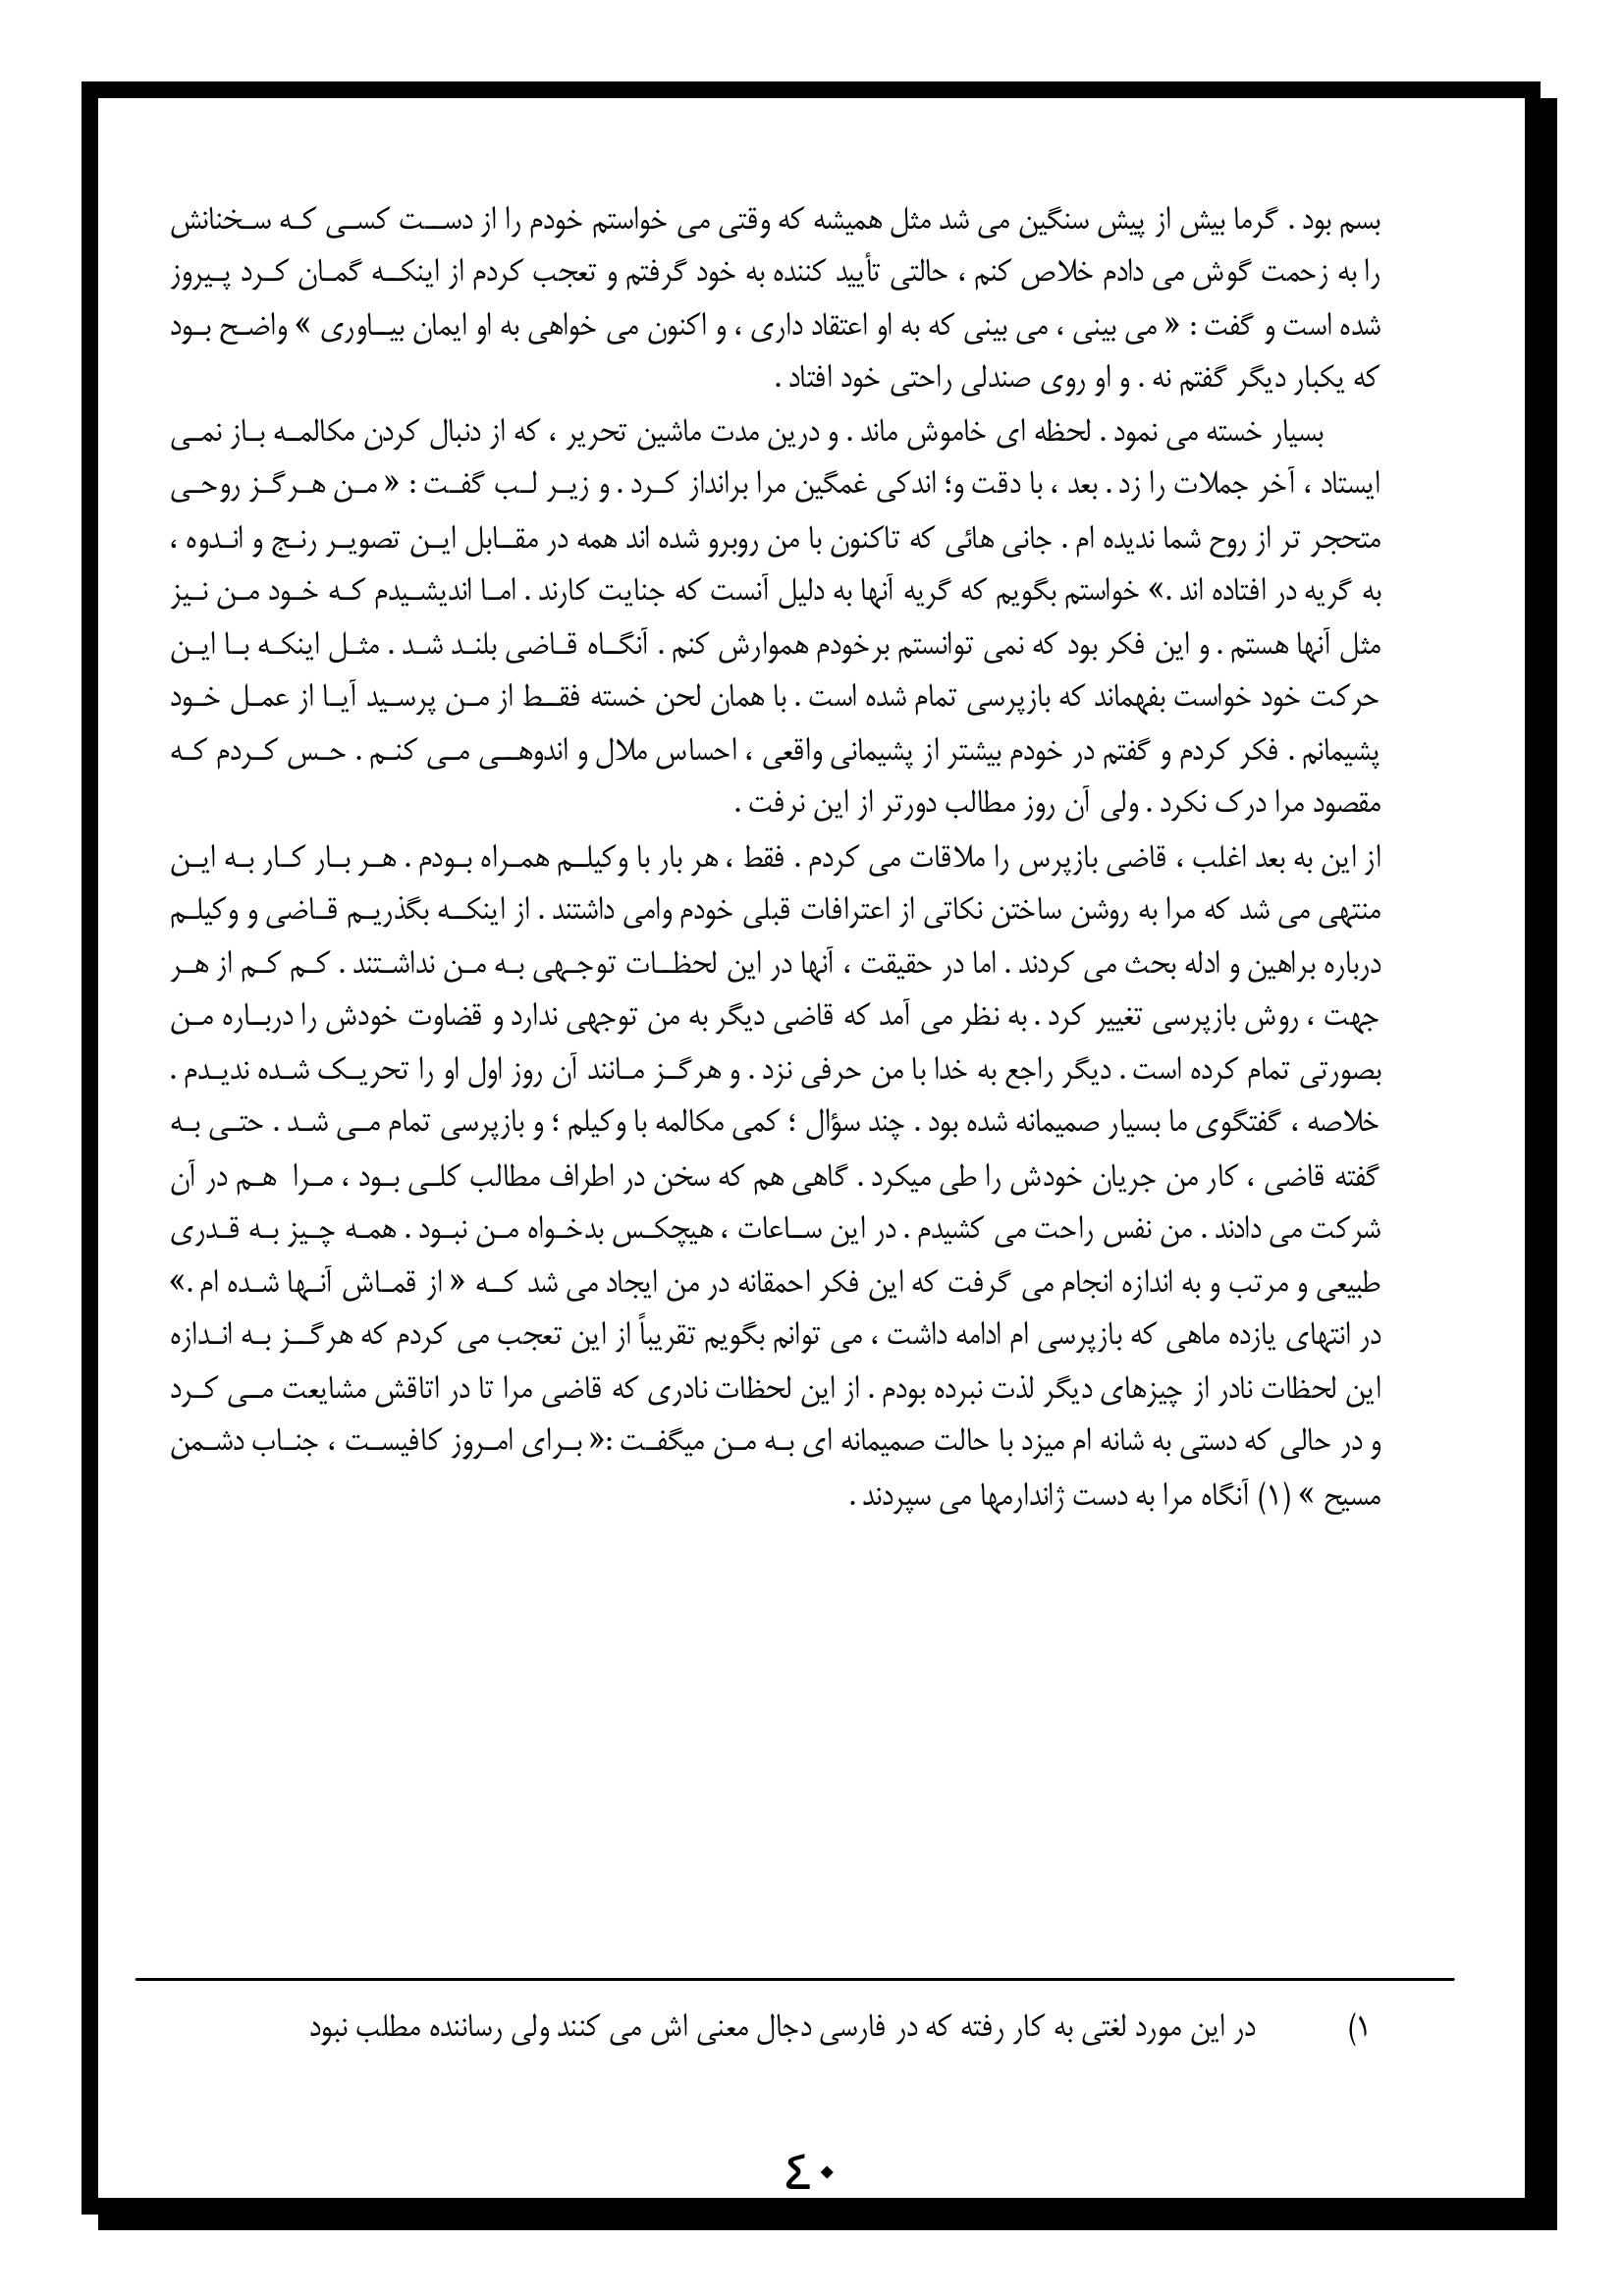 بسم بود . گرما بیش از پیش سنگین می شد مثل همیشه که وقتی می خواستم خودم را از دست کسی که سخنانش
را به زحمت گوش می دادم خلاص کنم ، حالتی تأیید کننده به خود گرفتم و تعجب کردم از اینکه گمان کرد پیروز
شده است و گفت : « می بینی ، می بینی که به او اعتقاد داری ، و اکنون می خواهی به او ایمان بیاوری » واضح بود
که یکبار دیگر گفتم نه . و او روی صندلی راحتی خود افتاد .
بسیار خسته می نمود . لحظه ای خاموش ماند . و درین مدت ماشین تحریر ، که از دنبال کردن مکالمه باز نمی
ایستاد ، آخر جملات را زد . بعد ، با دقت و؛ اندکی غمگین مرا برانداز کرد . و زیر لب گفت : « من هرگز روحی
متحجر تر از روح شما ندیده ام . جانی هائی که تاکنون با من روبرو شده اند همه در مقابل این تصویر رنج و اندوه ،
به گریه در افتاده اند .» خواستم بگویم که گریه آنها به دلیل آنست که جنایت کارند . اما اندیشیدم که خود من نیز
مثل آنها هستم . و این فکر بود که نمی توانستم برخودم هموارش کنم . آنگاه قاضی بلند شد . مثل اینکه با این
حرکت خود خواست بفهماند که بازپرسی تمام شده است . با همان لحن خسته فقط از من پرسید آیا از عمل خود
پشیمانم . فکر کردم و گفتم در خودم بیشتر از پشیمانی واقعی ، احساس ملال و اندوهی می کنم . حس کردم که
مقصود مرا درک نکرد . ولی آن روز مطالب دورتر از این نرفت .
از این به بعد اغلب ، قاضی بازپرس را ملاقات می کردم . فقط ، هر بار با وکیلم همراه بودم . هر بار کار به این
منتهی می شد که مرا به روشن ساختن نکاتی از اعترافات قبلی خودم وامی داشتند . از اینکه بگذریم قاضی و وکیلم
درباره براهین و ادله بحث می کردند . اما در حقیقت ، آنها در این لحظات توجهی به من نداشتند . کم کم از هر
جهت ، روش بازپرسی تغییر کرد . به نظر می آمد که قاضی دیگر به من توجهی ندارد و قضاوت خودش را درباره من
بصورتی تمام کرده است . دیگر راجع به خدا با من حرفی نزد . و هرگز مانند آن روز اول او را تحریک شده ندیدم .
خلاصه ، گفتگوی ما بسیار صمیمانه شده بود . چند سؤال ؛ کمی مکالمه با وکیلم ؛ و بازپرسی تمام می شد . حتی به
گفته قاضی ، کار من جریان خودش را طی میکرد . گاهی هم که سخن در اطراف مطالب کلی بود ، مرا هم در آن
شرکت می دادند . من نفس راحت می کشیدم . در این ساعات ، هیچکس بدخواه من نبود . همه چیز به قدری
طبیعی و مرتب و به اندازه انجام می گرفت که این فکر احمقانه در من ایجاد می شد که « از قماش آنها شده ام .»
در انتهای یازده ماهی که بازپرسی ام ادامه داشت ، می توانم بگویم تقریباً از این تعجب می کردم که هرگز به اندازه
این لحظات نادر از چیزهای دیگر لذت نبرده بودم . از این لحظات نادری که قاضی مرا تا در اتاقش مشایعت می کرد
و در حالی که دستی به شانه ام میزد با حالت صمیمانه ای به من میگفت :« برای امروز کافیست ، جناب دشمن
مسیح » (۱) آنگاه مرا به دست ژاندارمها می سپردند .
۱) در این مورد لغتی به کار رفته که در فارسی دجال معنی اش می کنند ولی رساننده مطلب نبود
٤٠